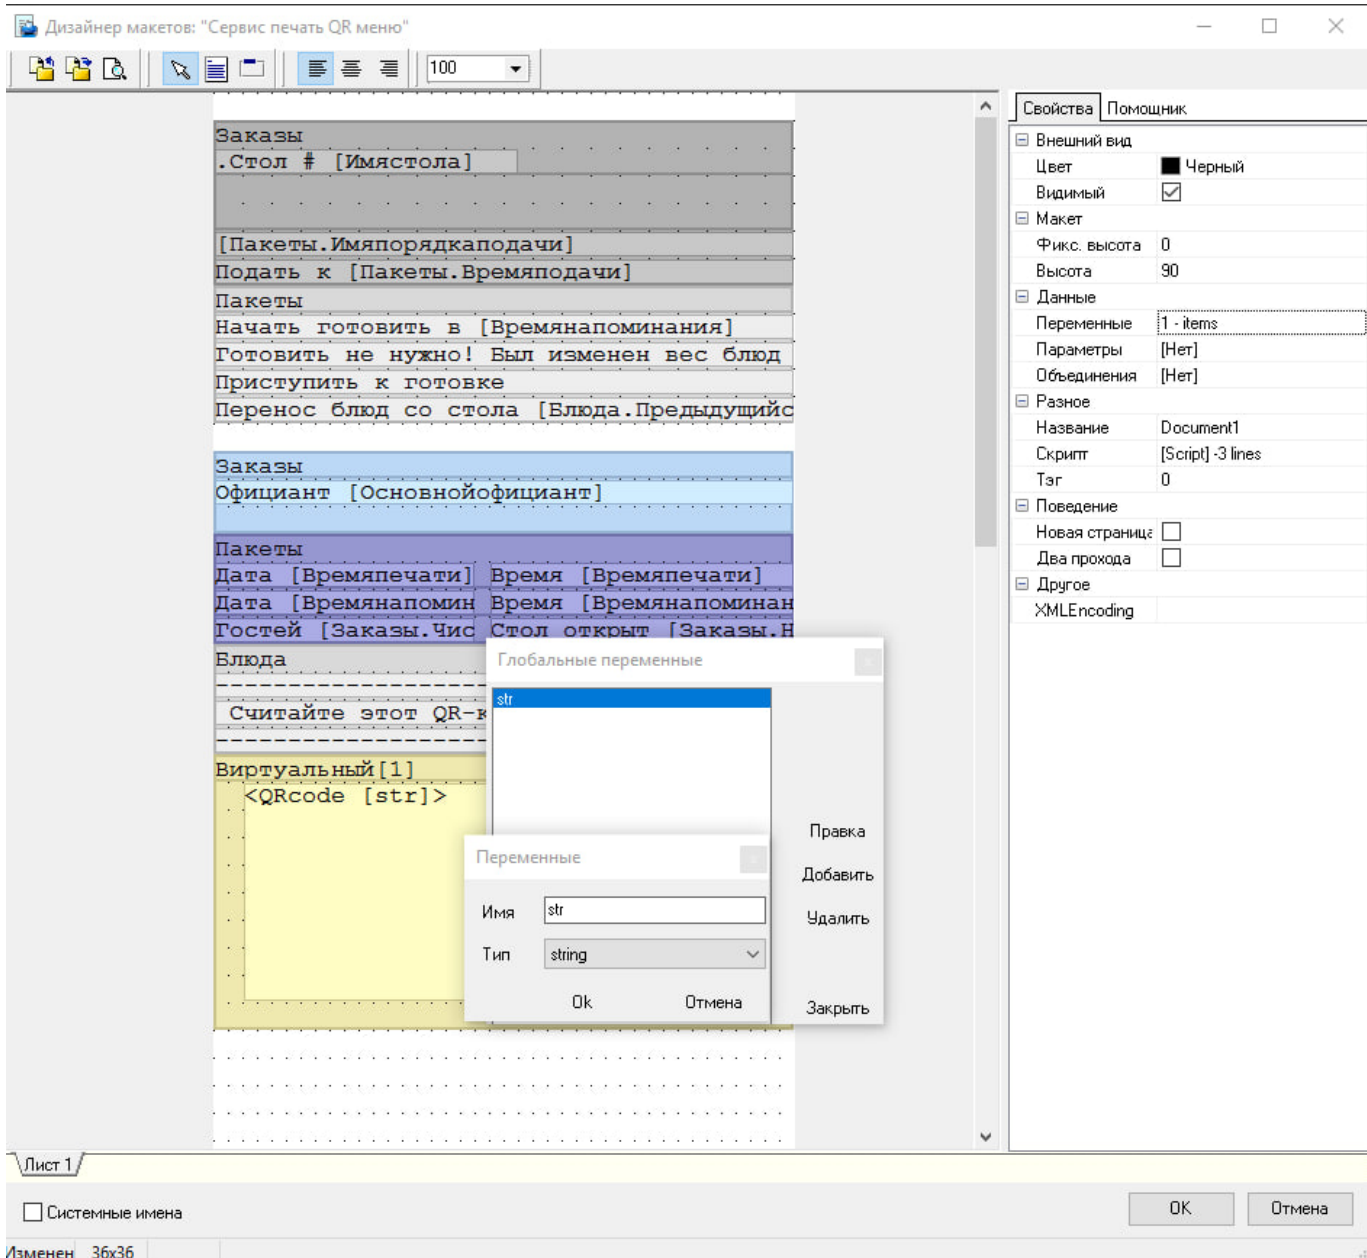 Дизайнер макетов: "Сервис печать QR меню"
100
Свойства
Помощник
Внешний вид
Цвет Черный
Видимый
Макет
Фикс. высота 0
Высота 90
Данные
Переменные 1 - items
Параметры [Нет]
Объединения [Нет]
Разное
Название Document1
Скрипт [Script] -3 lines
Тэг 0
Поведение
Новая страница
Два прохода
Другое
XMLEncoding
Заказы
.Стол # [Имястола]
[Пакеты.Имяпорядкаподачи]
Подать к [Пакеты.Времяподачи]
Пакеты
Начать готовить в [Времянапоминания]
Готовить не нужно! Был изменен вес блюд
Приступить к готовке
Перенос блюд со стола [Блюда.Предыдущийс
Заказы
Официант [Основнойофициант]
Пакеты
Дата [Времяпечати] Время [Времяпечати]
Дата [Времянапомин Время [Времянапоминан
Гостей [Заказы.Чис Стол открыт [Заказы.Н
Блюда
--------------------
Считайте этот QR-к
--------------------
Виртуальный[1]
<QRcode [str]>
Глобальные переменные
str
Правка
Добавить
Удалить
Закрыть
Переменные
Имя str
Тип string
Ok Отмена
Лист 1
Системные имена
OK Отмена
Изменен 36x36